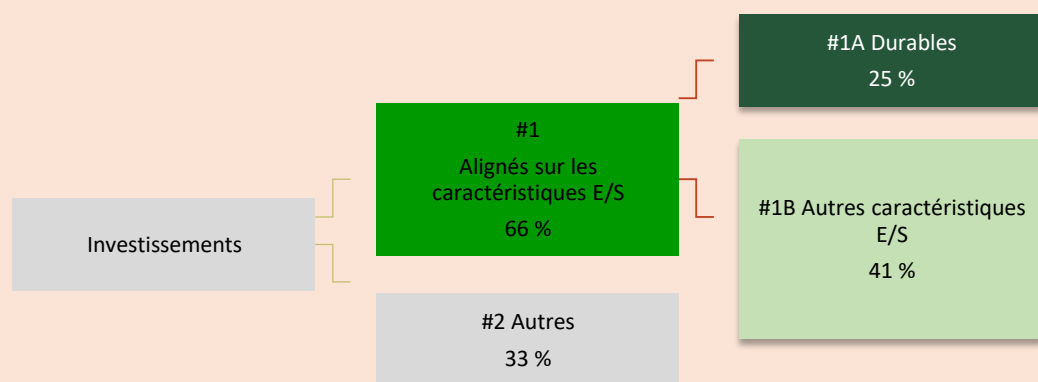 Investissements
#1
Alignés sur les
caractéristiques E/S
66 %
#2 Autres
33 %
#1A Durables
25 %
#1B Autres caractéristiques
E/S
41 %